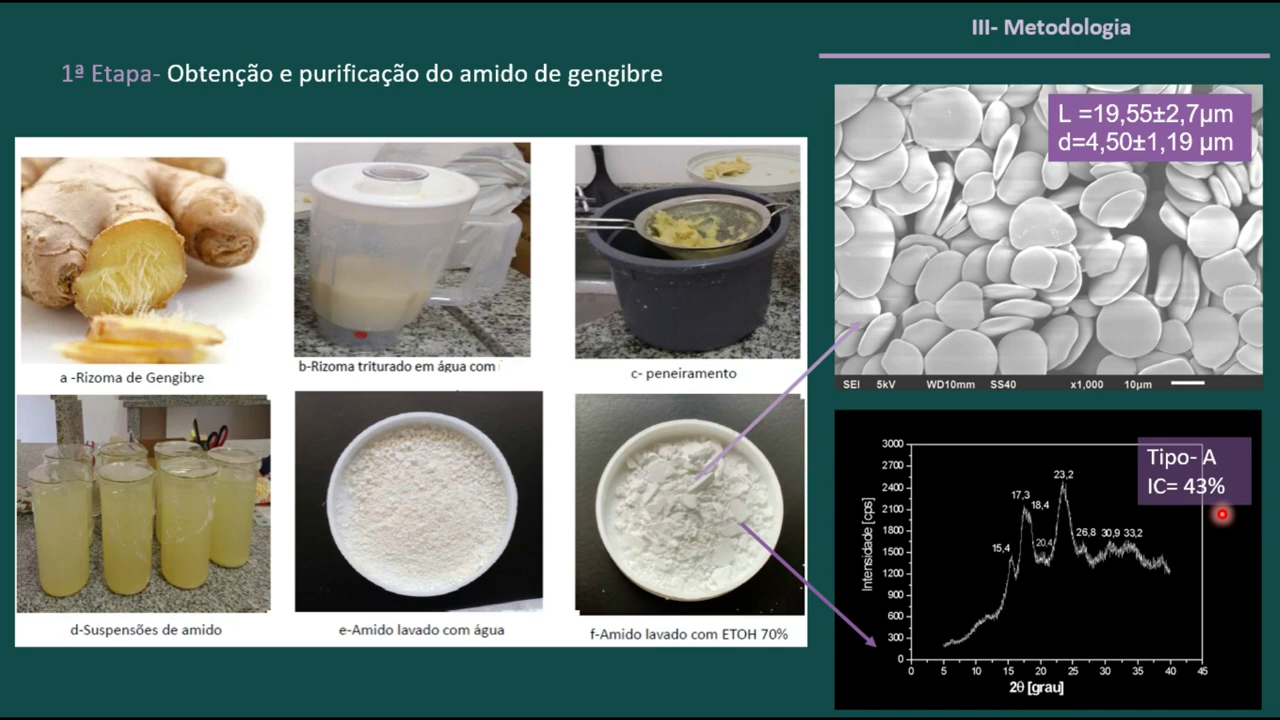 III- Metodologia
1ª Etapa- Obtenção e purificação do amido de gengibre
a -Rizoma de Gengibre
b-Rizoma triturado em água com
c- peneiramento
d-Suspensões de amido
e-Amido lavado com água
f-Amido lavado com ETOH 70%
L =19,55±2,7µm
d=4,50±1,19 µm
SEI 5kV WD10mm SS40 x1,000 10µm
Tipo- A
IC= 43%
Intensidade [cps]
3000
2700
2400
2100
1800
1500
1200
900
600
300
0
15,4
17,3
18,4
20,4
23,2
26,8
30,9
33,2
0 5 10 15 20 25 30 35 40 45
2θ [grau]